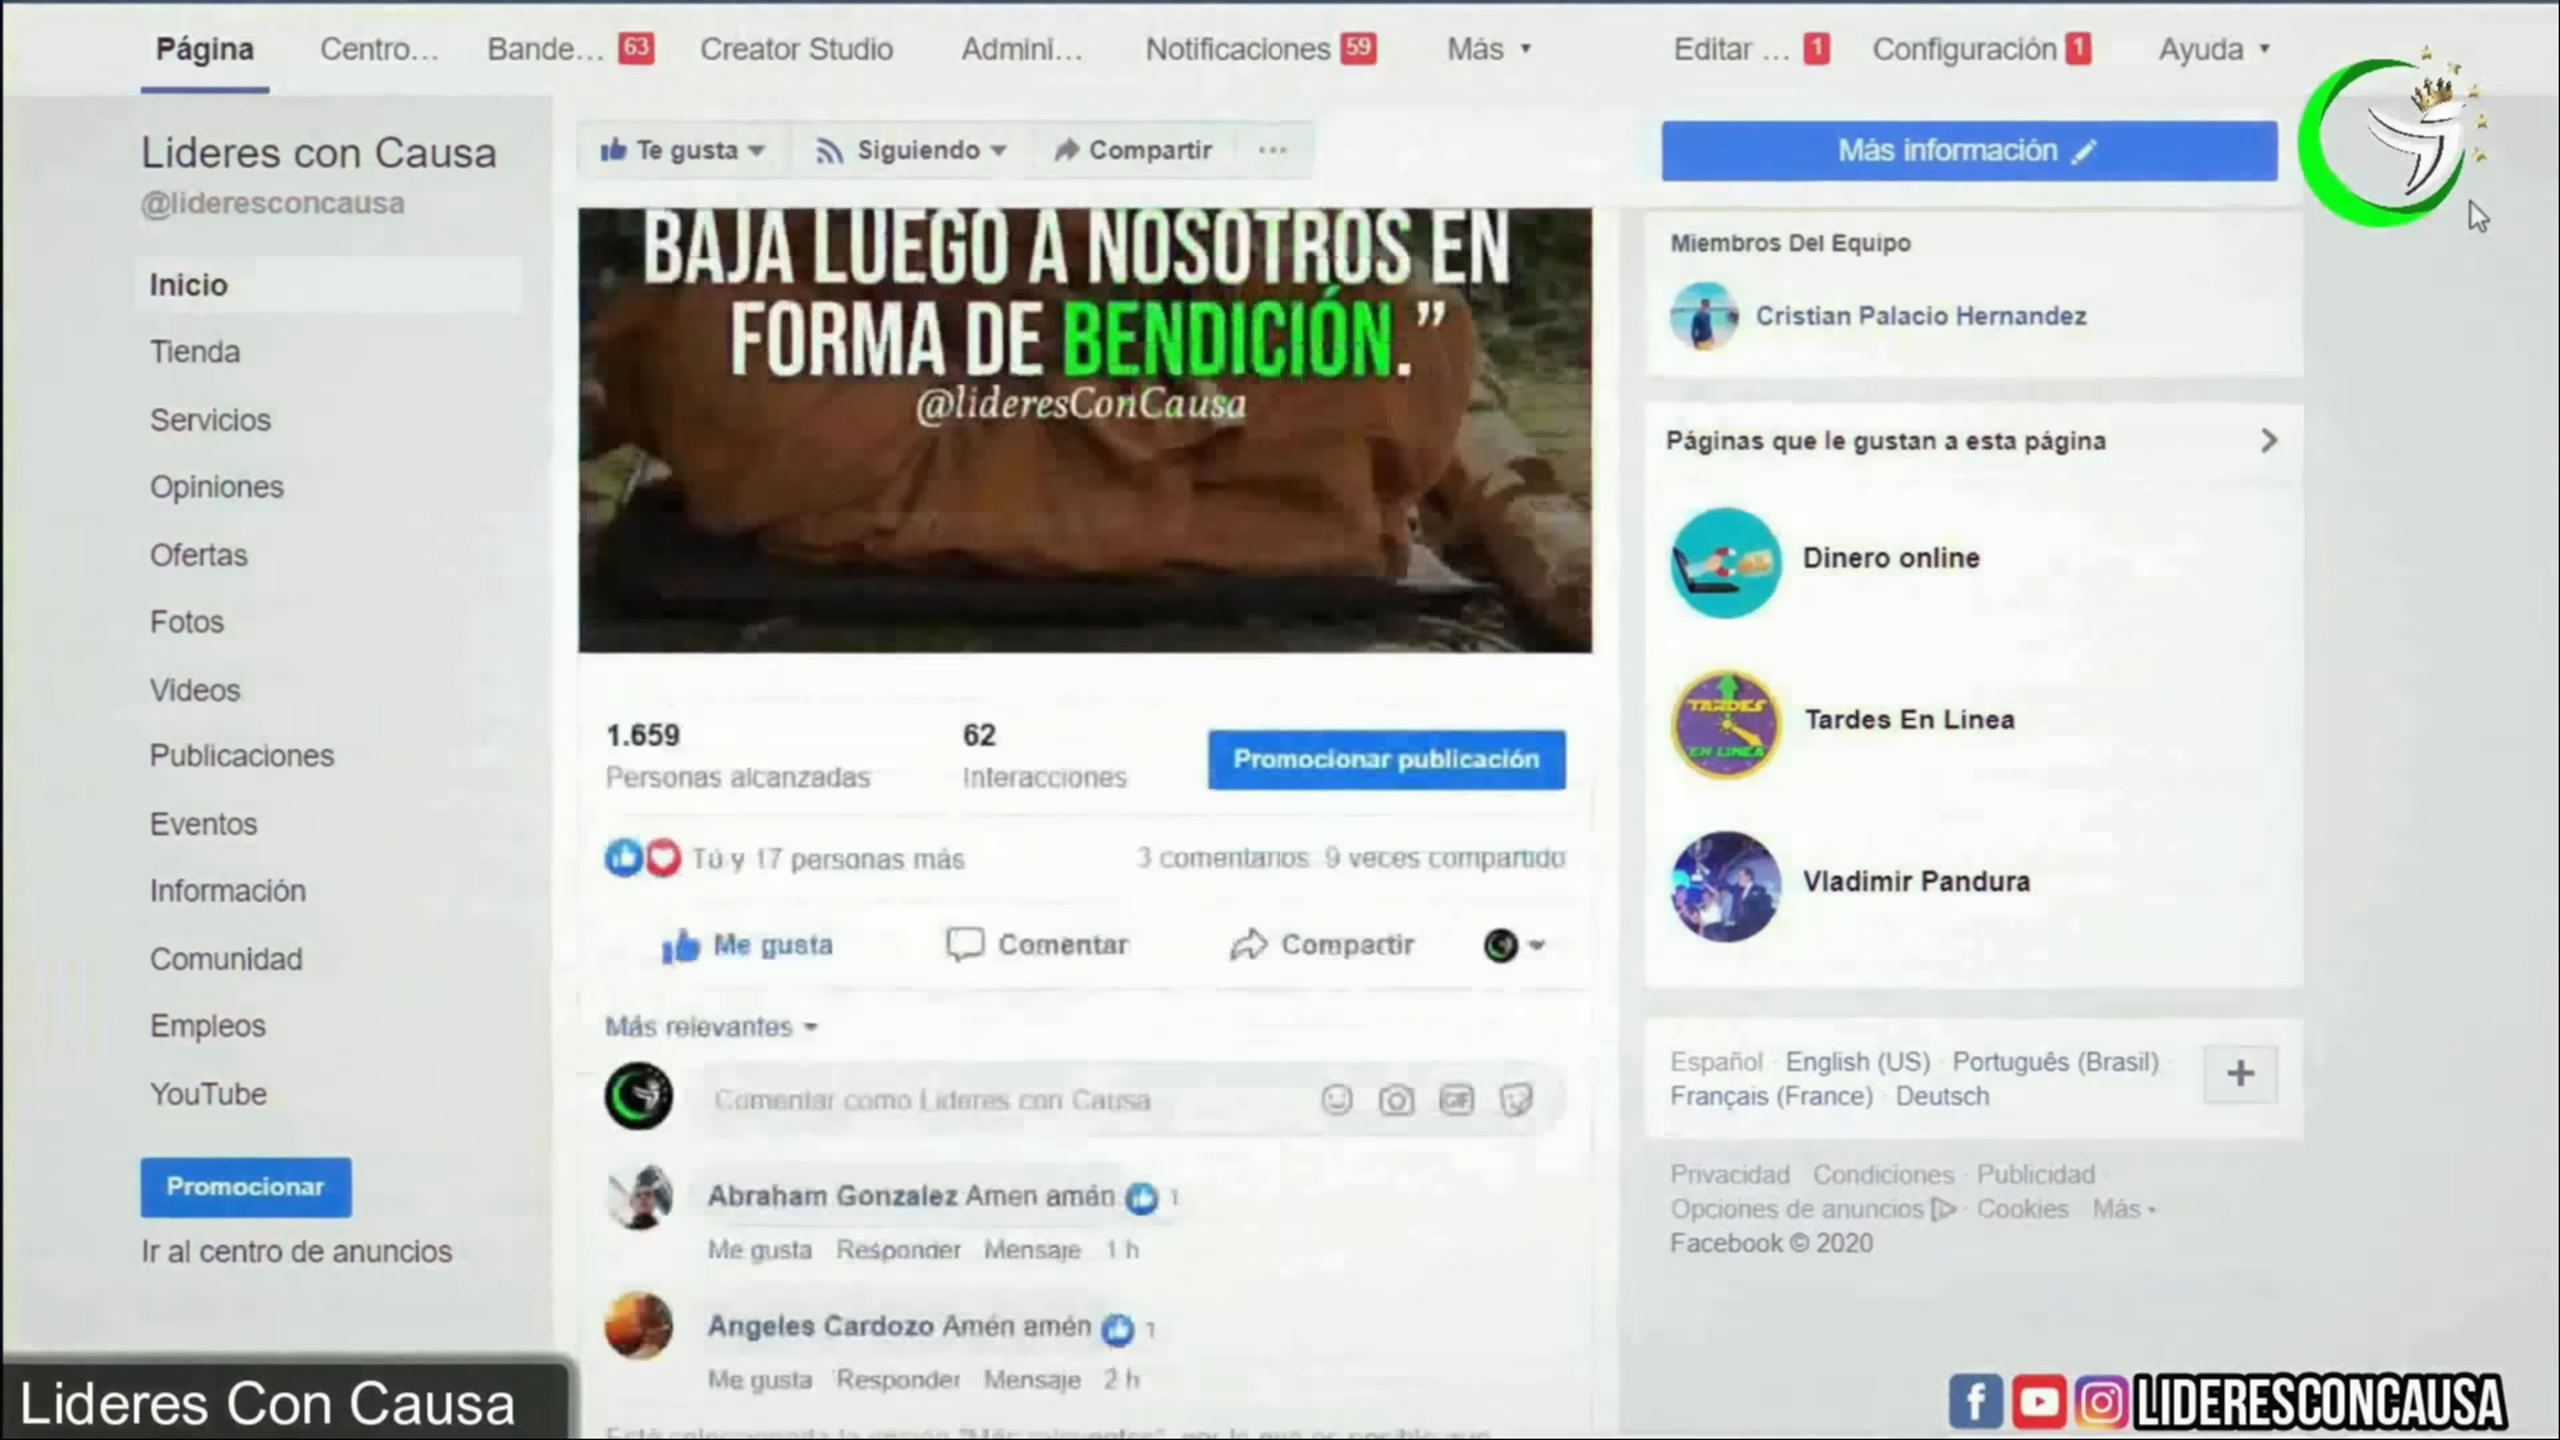 Página Centro... Bande... 63 Creator Studio Admini... Notificaciones 59 Más Editar ... 1 Configuración 1 Ayuda
Lideres con Causa
@lideresconcausa
Inicio
Tienda
Servicios
Opiniones
Ofertas
Fotos
Videos
Publicaciones
Eventos
Información
Comunidad
Empleos
YouTube
Promocionar
Ir al centro de anuncios
Te gusta Siguiendo Compartir ...
BAJA LUEGO A NOSOTROS EN
FORMA DE BENDICIÓN.”
@lideresConCausa
1.659 62
Personas alcanzadas Interacciones
Promocionar publicación
Tú y 17 personas más 3 comentarios 9 veces compartido
Me gusta Comentar Compartir
Más relevantes
Comentar como Lideres con Causa
GIF
Abraham Gonzalez Amen amén 1
Me gusta Responder Mensaje 1 h
Angeles Cardozo Amén amén 1
Me gusta Responder Mensaje 2 h
Más información
Miembros Del Equipo
Cristian Palacio Hernandez
Páginas que le gustan a esta página
Dinero online
TARDES
EN LINEA
Tardes En Línea
Vladimir Pandura
Español · English (US) · Português (Brasil) ·
Français (France) · Deutsch
+
Privacidad · Condiciones · Publicidad ·
Opciones de anuncios · Cookies · Más
Facebook © 2020
Lideres Con Causa
LIDERESCONCAUSA